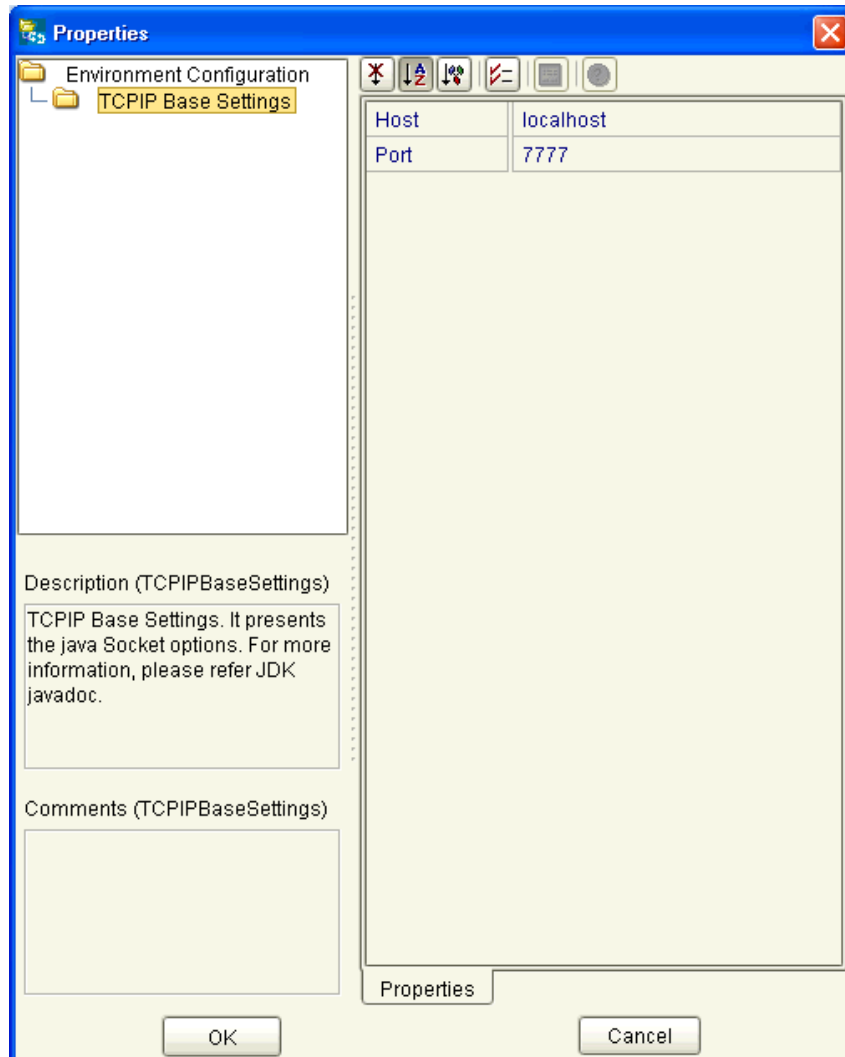 Properties
Environment Configuration
TCPIP Base Settings
Host localhost
Port 7777
Description (TCPIPBaseSettings)
TCPIP Base Settings. It presents
the java Socket options. For more
information, please refer JDK
javadoc.
Comments (TCPIPBaseSettings)
Properties
OK Cancel